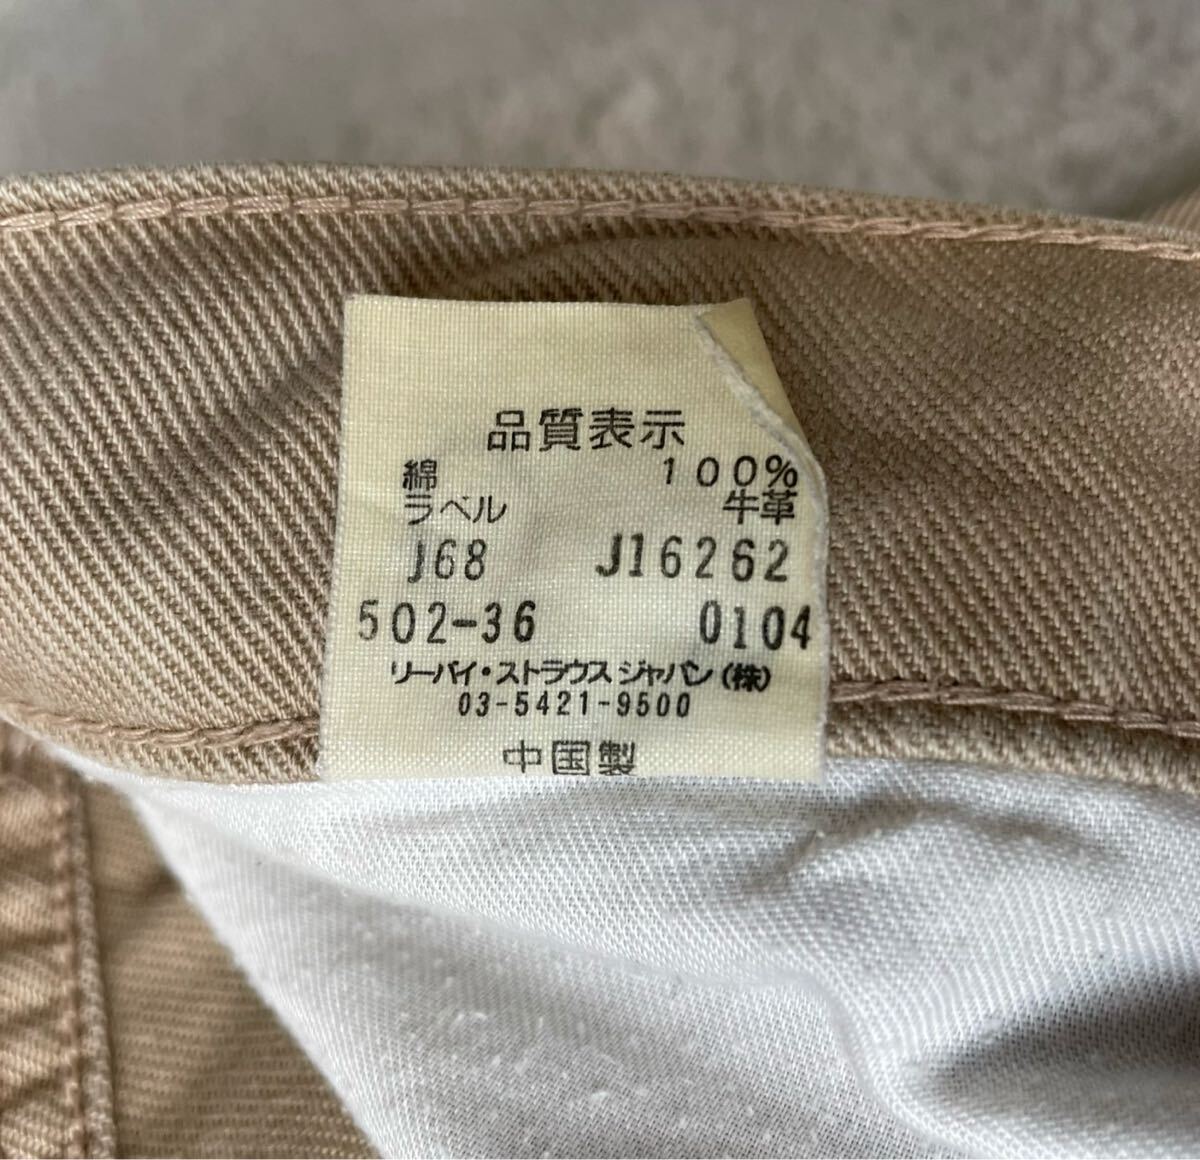 品質表示
綿 100%
ラベル 牛革
J68 J16262
502-36 0104
リーバイ・ストラウスジャパン(株)
03-5421-9500
中国製